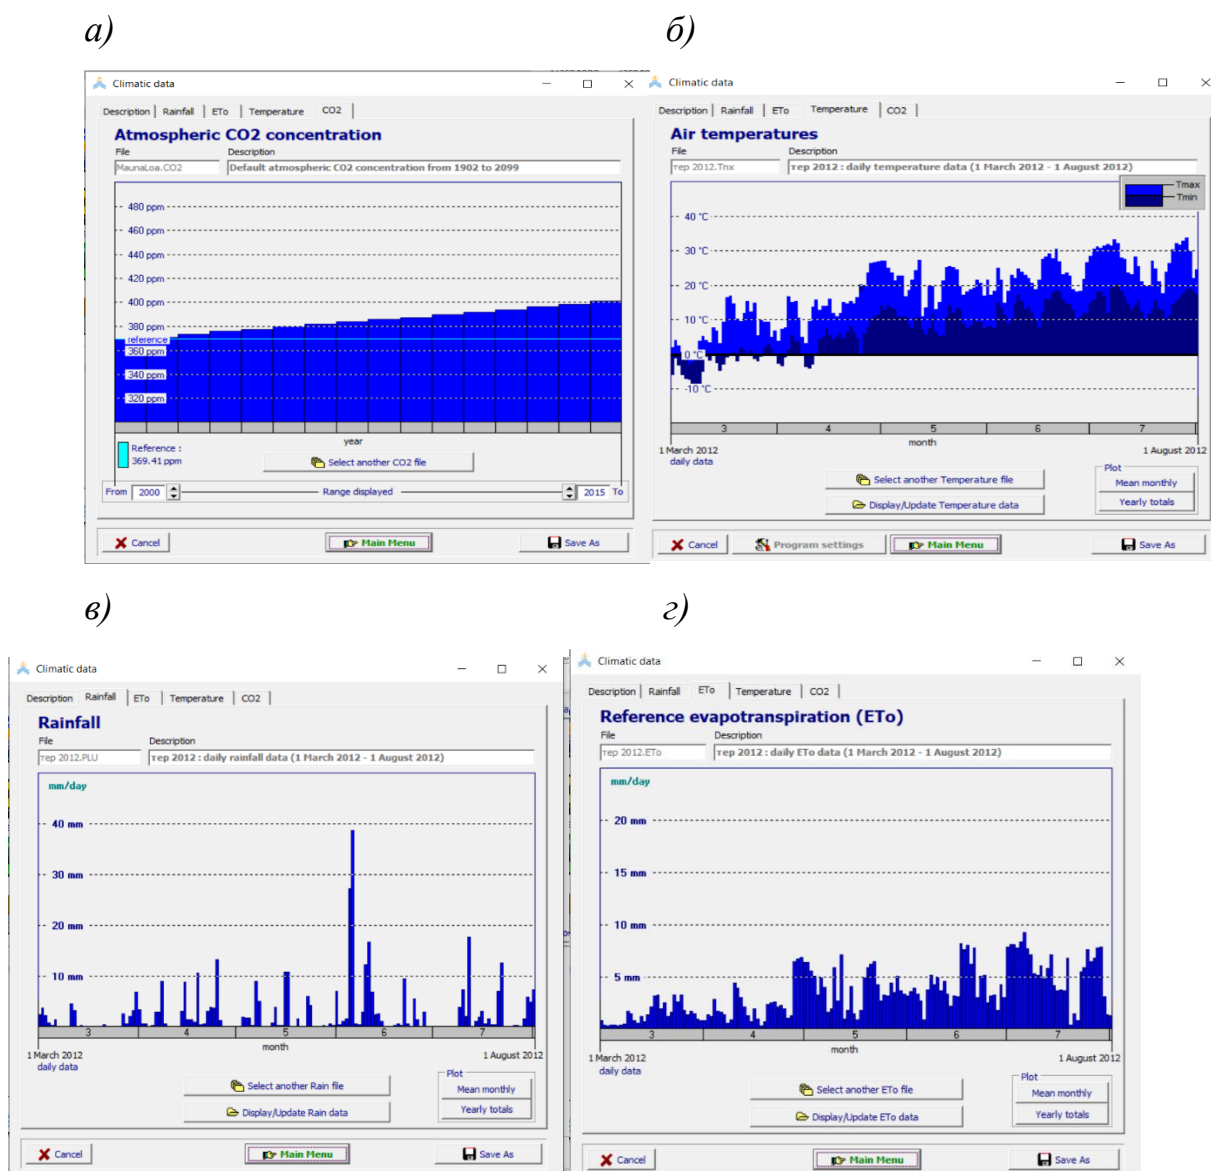 а)
б)
Climatic data
Description Rainfall ETo Temperature CO2
Atmospheric CO2 concentration
File Description
MaunaLoa.CO2 Default atmospheric CO2 concentration from 1902 to 2099
480 ppm
460 ppm
440 ppm
420 ppm
400 ppm
380 ppm
reference
360 ppm
340 ppm
320 ppm
year
Reference :
369.41 ppm
Select another CO2 file
From 2000 Range displayed 2015 To
Cancel Main Menu Save As
Climatic data
Description Rainfall ETo Temperature CO2
Air temperatures
File Description
тер 2012.Tnx тер 2012 : daily temperature data (1 March 2012 - 1 August 2012)
Tmax
Tmin
40 °C
30 °C
20 °C
10 °C
0 °C
-10 °C
3 4 5 6 7
month
1 March 2012 1 August 2012
daily data
Plot
Select another Temperature file
Mean monthly
Display/Update Temperature data
Yearly totals
Cancel Program settings Main Menu Save As
в)
г)
Climatic data
Description Rainfall ETo Temperature CO2
Rainfall
File Description
тер 2012.PLU тер 2012 : daily rainfall data (1 March 2012 - 1 August 2012)
mm/day
40 mm
30 mm
20 mm
10 mm
3 4 5 6 7
month
1 March 2012 1 August 2012
daily data
Plot
Select another Rain file
Mean monthly
Display/Update Rain data
Yearly totals
Cancel Main Menu Save As
Climatic data
Description Rainfall ETo Temperature CO2
Reference evapotranspiration (ETo)
File Description
тер 2012.ETo тер 2012 : daily ETo data (1 March 2012 - 1 August 2012)
mm/day
20 mm
15 mm
10 mm
5 mm
3 4 5 6 7
month
1 March 2012 1 August 2012
daily data
Plot
Select another ETo file
Mean monthly
Display/Update ETo data
Yearly totals
Cancel Main Menu Save As